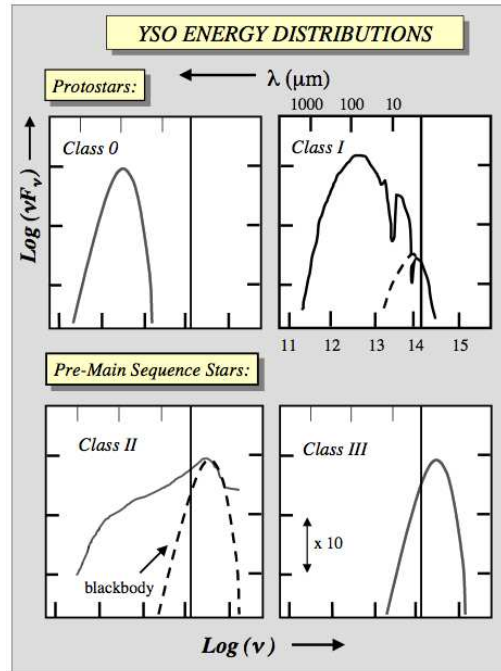 YSO ENERGY DISTRIBUTIONS
Protostars:
λ (μm)
1000 100 10
Log (νFν)
Class 0
Class I
11 12 13 14 15
Pre-Main Sequence Stars:
Class II
Class III
blackbody
x 10
Log (ν)